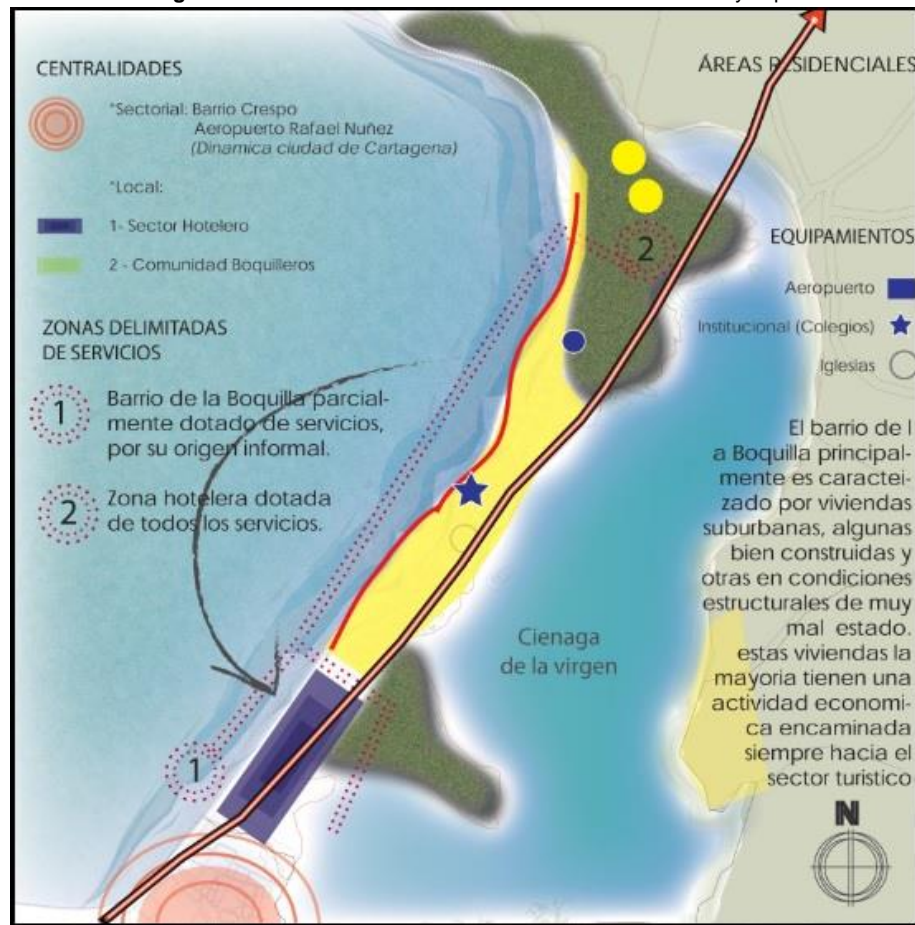 CENTRALIDADES
*Sectorial: Barrio Crespo
Aeropuerto Rafael Nuñez
(Dinamica ciudad de Cartagena)
*Local:
1- Sector Hotelero
2 - Comunidad Boquilleros
ZONAS DELIMITADAS
DE SERVICIOS
1
Barrio de la Boquilla parcial-
mente dotado de servicios,
por su origen informal.
2
Zona hotelera dotada
de todos los servicios.
1
2
Cienaga
de la virgen
ÁREAS RESIDENCIALES
EQUIPAMIENTOS
Aeropuerto
Institucional (Colegios)
Iglesias
El barrio de l
a Boquilla principal-
mente es caractei-
zado por viviendas
suburbanas, algunas
bien construidas y
otras en condiciones
estructurales de muy
mal estado.
estas viviendas la
mayoria tienen una
actividad economi-
ca encaminada
siempre hacia el
sector turistico
N